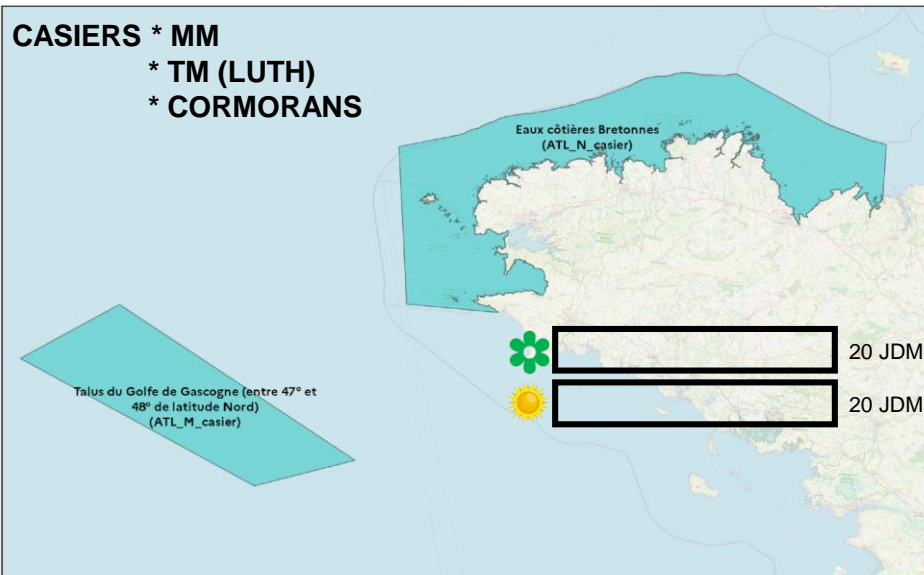 CASIERS * MM
* TM (LUTH)
* CORMORANS
Eaux côtières Bretonnes
(ATL_N_casier)
20 JDM
20 JDM
Talus du Golfe de Gascogne (entre 47° et
48° de latitude Nord)
(ATL_M_casier)